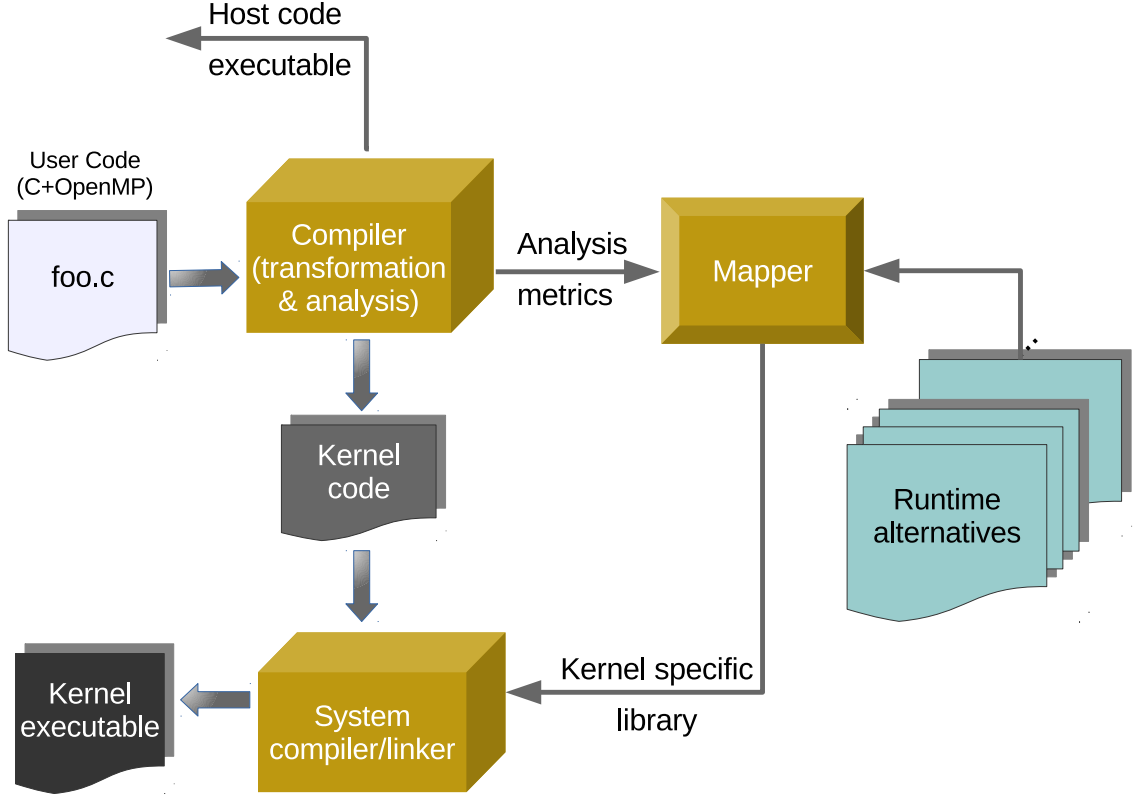 Host code
executable
User Code
(C+OpenMP)
foo.c
Compiler
(transformation
& analysis)
Analysis
metrics
Mapper
Kernel
code
Runtime
alternatives
Kernel specific
library
Kernel
executable
System
compiler/linker